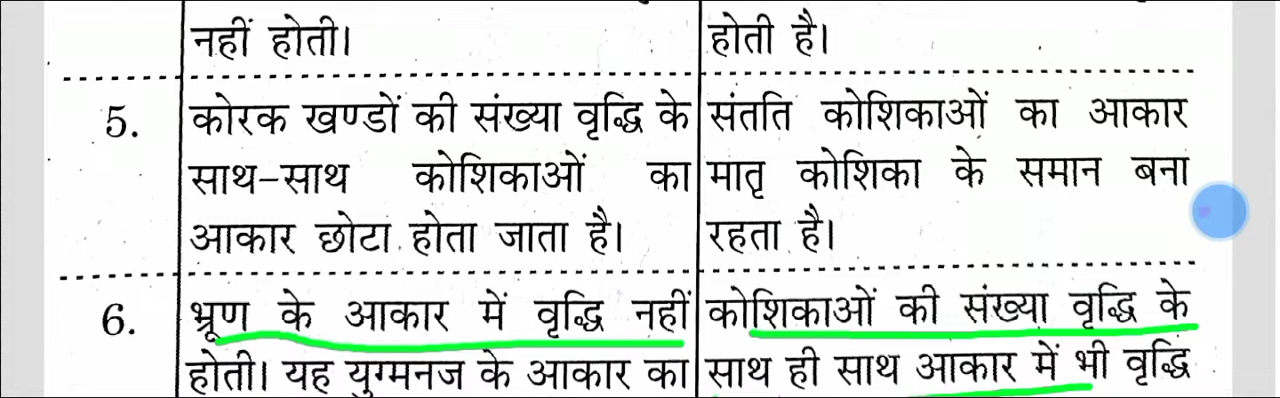 नहीं होती।
होती है।
5.
कोरक खण्डों की संख्या वृद्धि के
साथ-साथ कोशिकाओं का
आकार छोटा होता जाता है।
संतति कोशिकाओं का आकार
मातृ कोशिका के समान बना
रहता है।
6.
भ्रूण के आकार में वृद्धि नहीं
होती। यह युग्मनज के आकार का
कोशिकाओं की संख्या वृद्धि के
साथ ही साथ आकार में भी वृद्धि